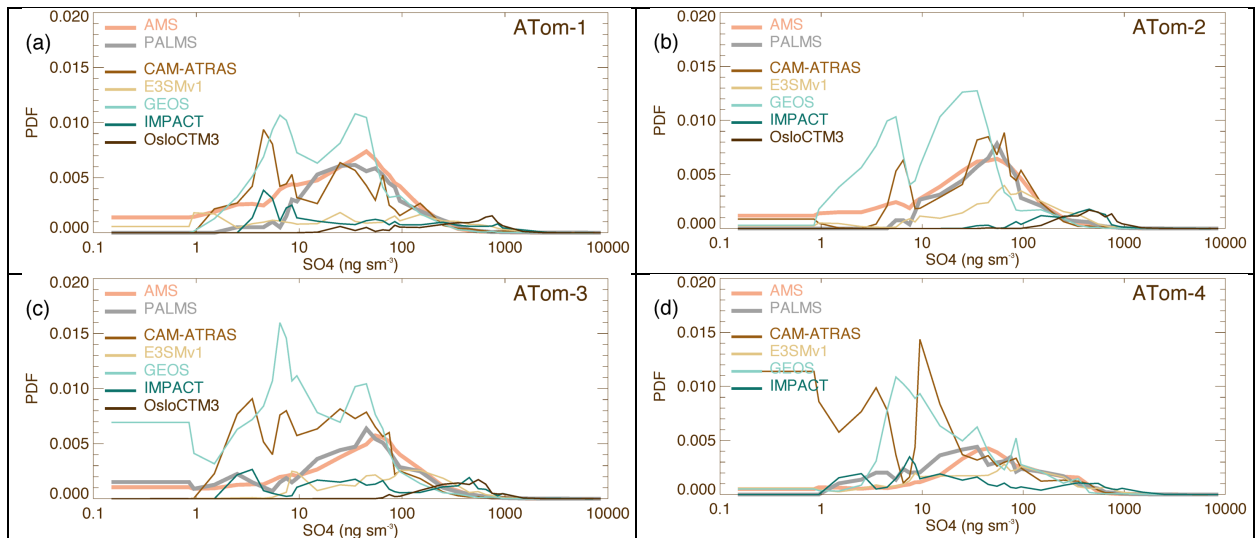 (a)
ATom-1
AMS
PALMS
CAM-ATRAS
E3SMv1
GEOS
IMPACT
OsloCTM3
PDF
0.020
0.015
0.010
0.005
0.000
0.1 1 10 100 1000 10000
SO4 (ng sm⁻³)
(b)
ATom-2
AMS
PALMS
CAM-ATRAS
E3SMv1
GEOS
IMPACT
OsloCTM3
PDF
0.020
0.015
0.010
0.005
0.000
0.1 1 10 100 1000 10000
SO4 (ng sm⁻³)
(c)
ATom-3
AMS
PALMS
CAM-ATRAS
E3SMv1
GEOS
IMPACT
OsloCTM3
PDF
0.020
0.015
0.010
0.005
0.000
0.1 1 10 100 1000 10000
SO4 (ng sm⁻³)
(d)
ATom-4
AMS
PALMS
CAM-ATRAS
E3SMv1
GEOS
IMPACT
PDF
0.020
0.015
0.010
0.005
0.000
0.1 1 10 100 1000 10000
SO4 (ng sm⁻³)